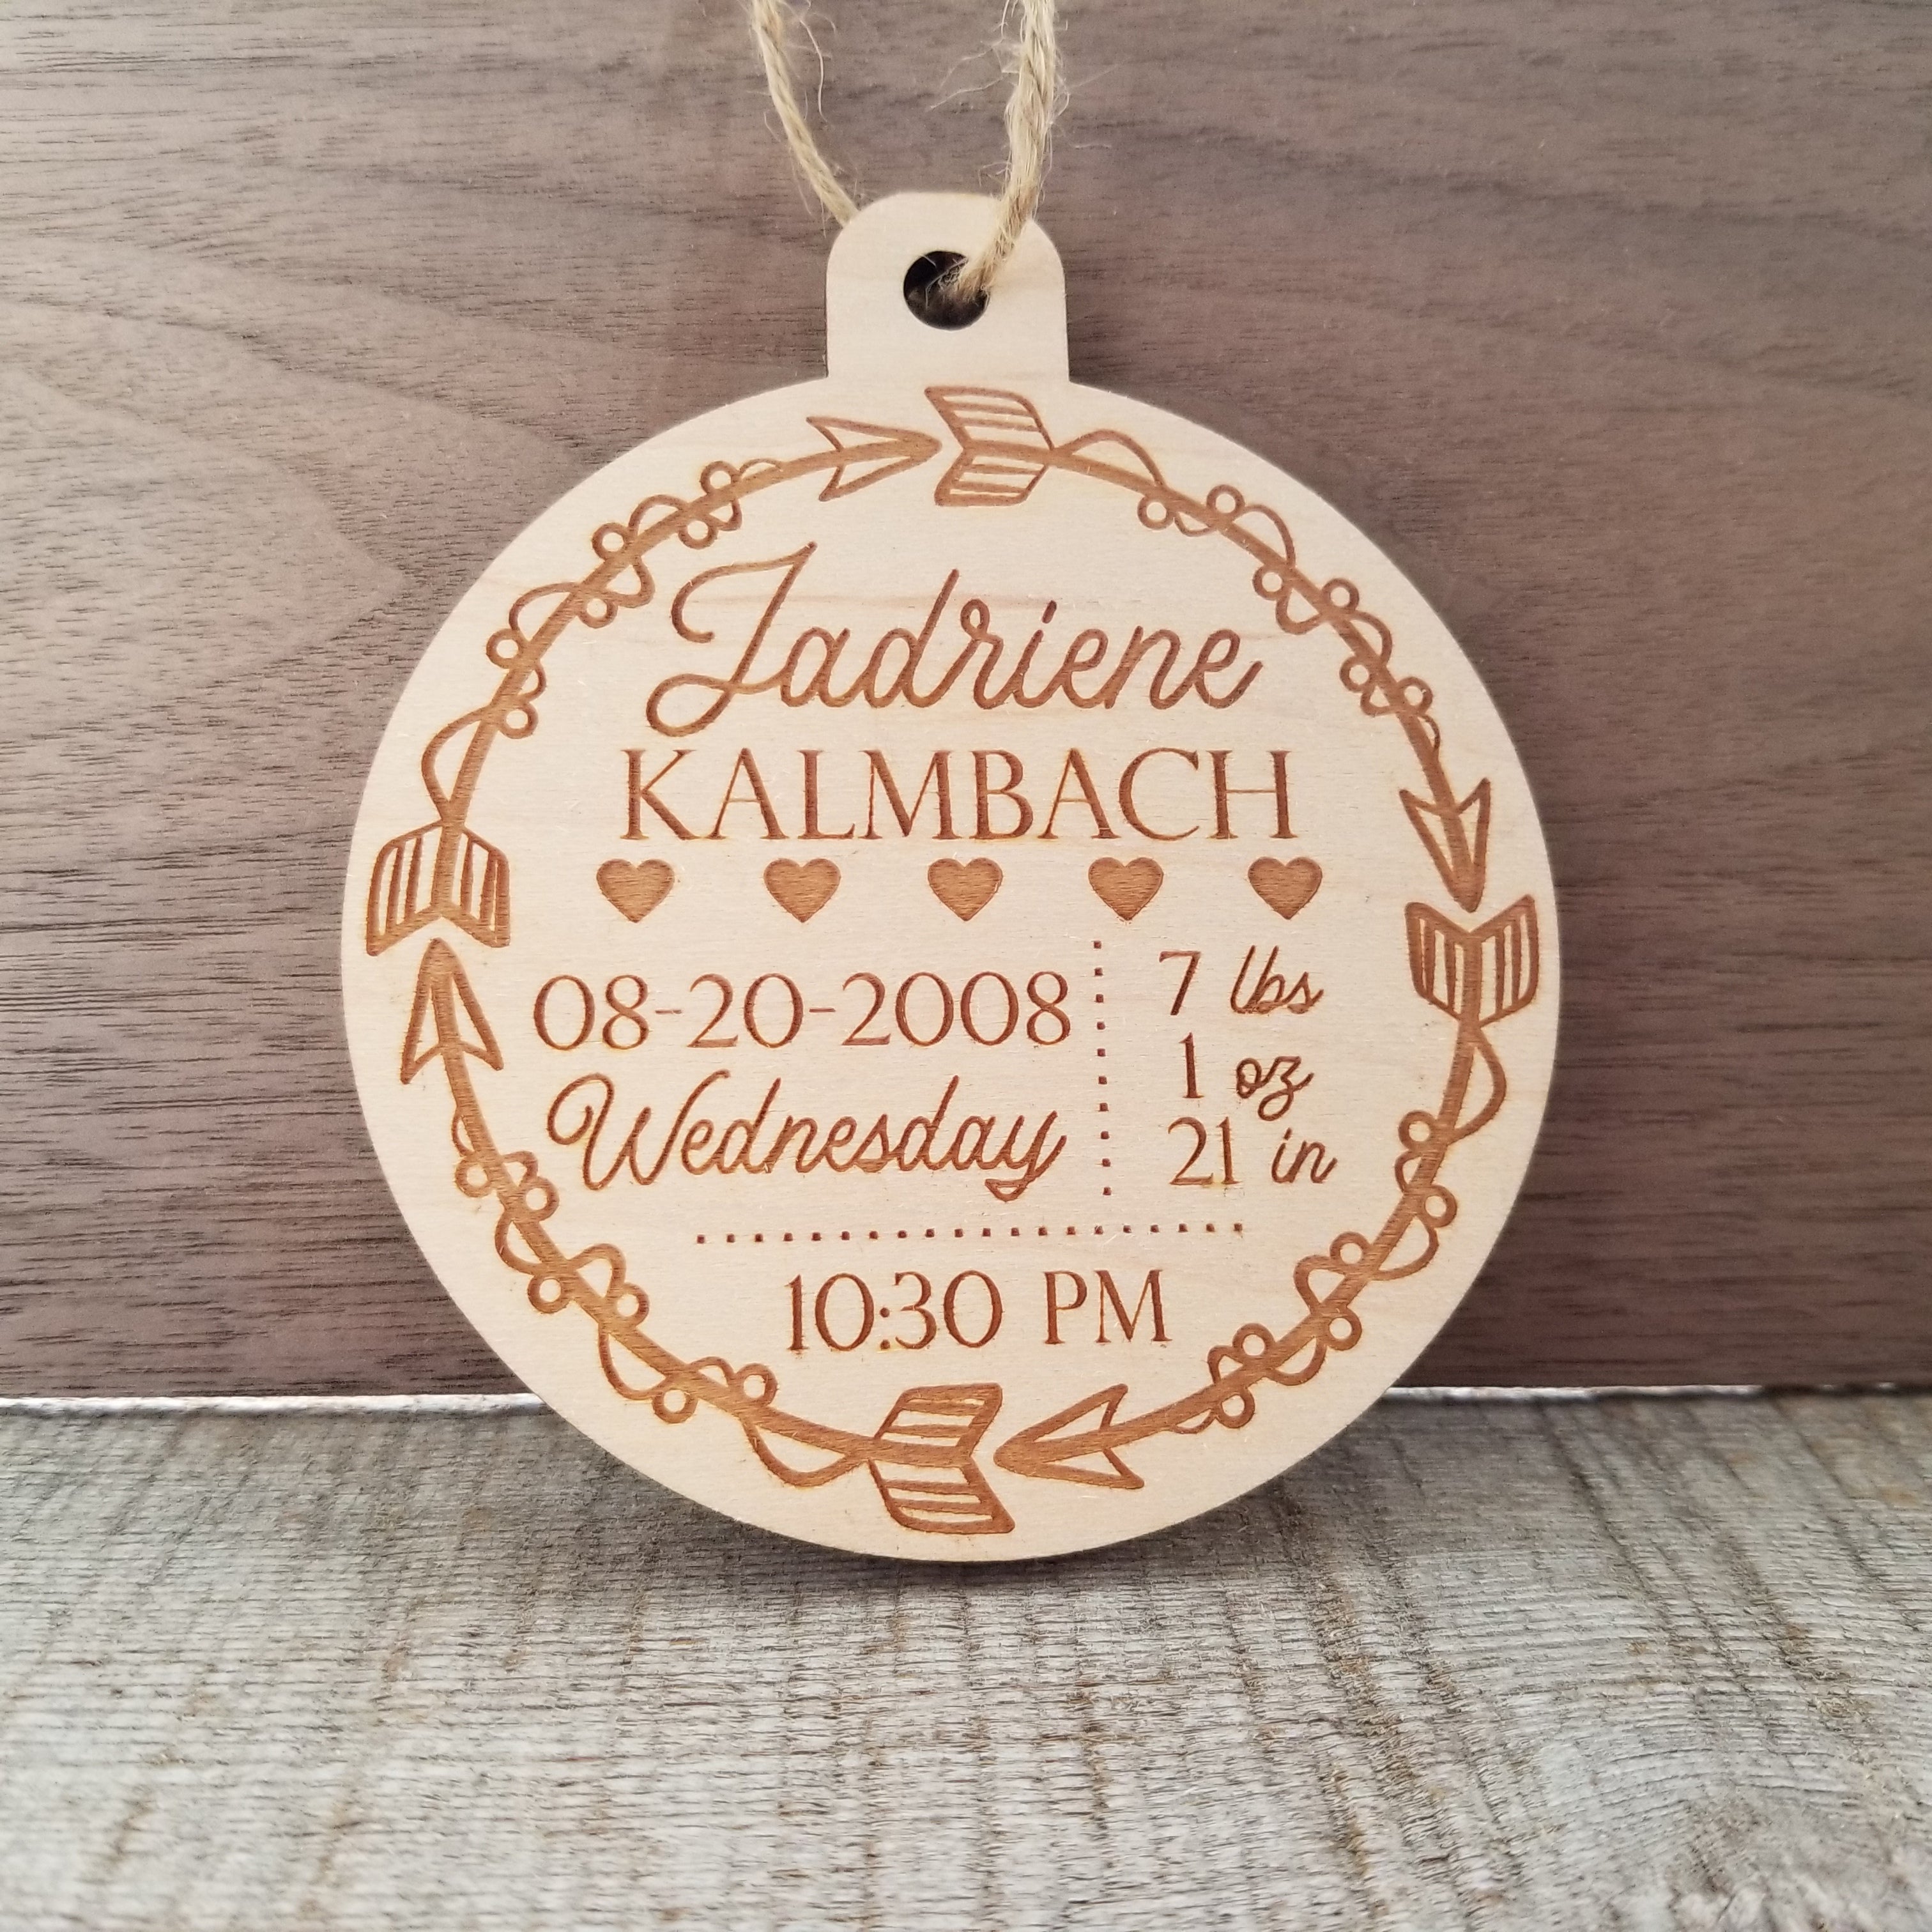 Jadriene
KALMBACH
08-20-2008
Wednesday
7 lbs
1 oz
21 in
10:30 PM